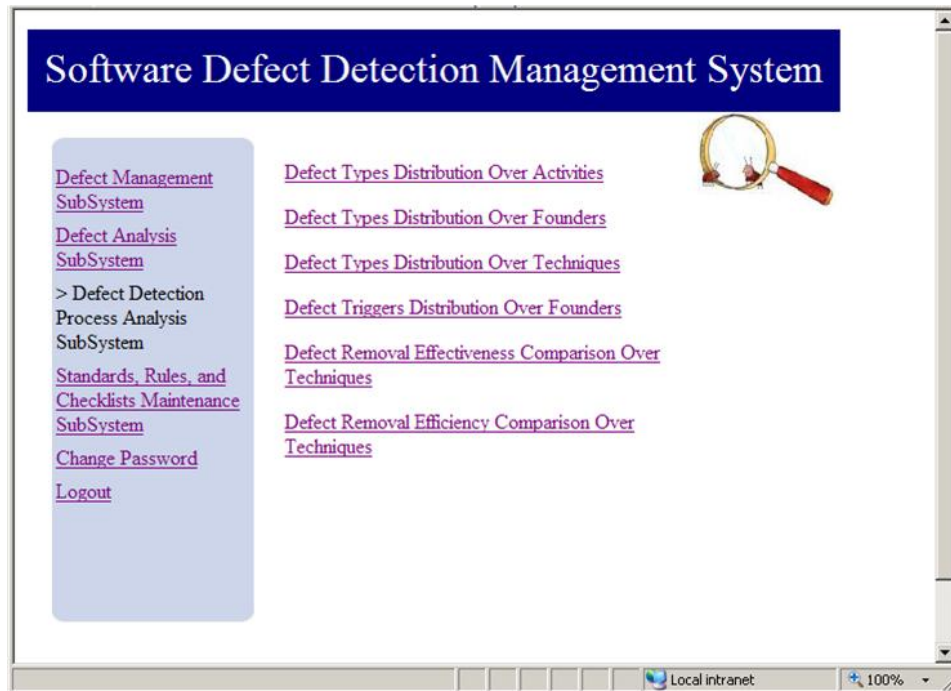 Software Defect Detection Management System
Defect Management
SubSystem
Defect Analysis
SubSystem
> Defect Detection
Process Analysis
SubSystem
Standards, Rules, and
Checklists Maintenance
SubSystem
Change Password
Logout
Defect Types Distribution Over Activities
Defect Types Distribution Over Founders
Defect Types Distribution Over Techniques
Defect Triggers Distribution Over Founders
Defect Removal Effectiveness Comparison Over
Techniques
Defect Removal Efficiency Comparison Over
Techniques
Local intranet
100%